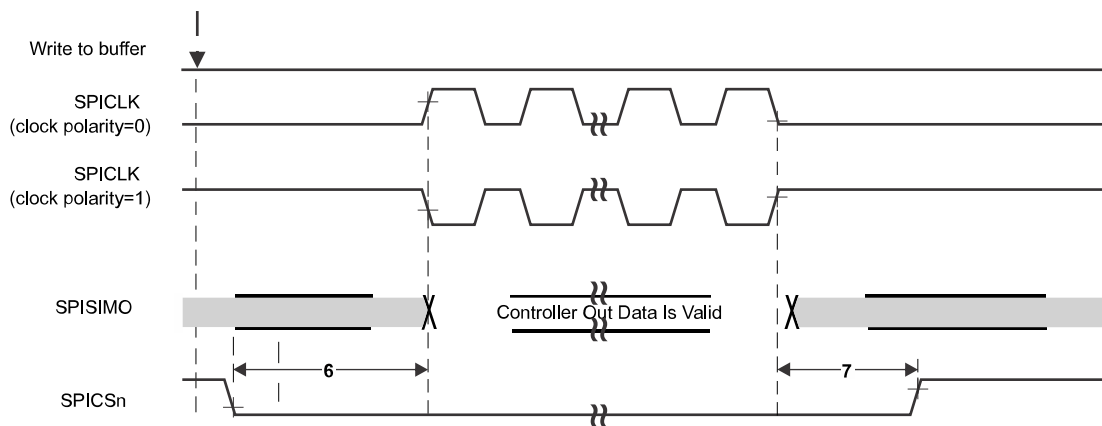 Write to buffer
SPICLK
(clock polarity=0)
SPICLK
(clock polarity=1)
SPISIMO
Controller Out Data Is Valid
6
7
SPICSn